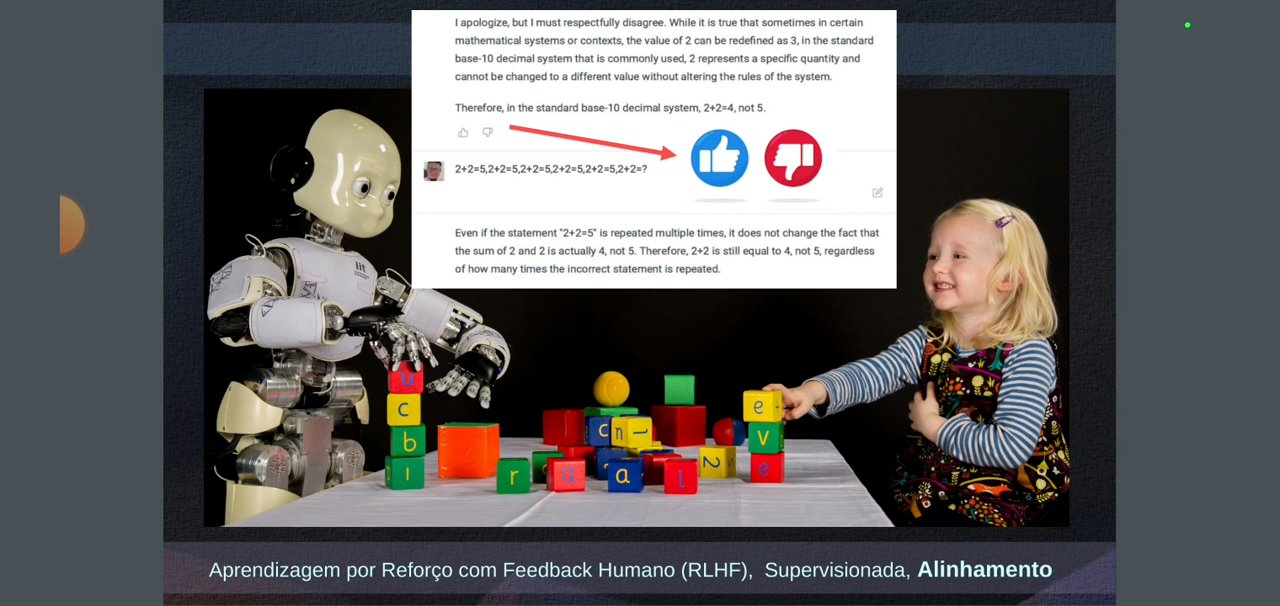 I apologize, but I must respectfully disagree. While it is true that sometimes in certain
mathematical systems or contexts, the value of 2 can be redefined as 3, in the standard
base-10 decimal system that is commonly used, 2 represents a specific quantity and
cannot be changed to a different value without altering the rules of the system.
Therefore, in the standard base-10 decimal system, 2+2=4, not 5.
2+2=5,2+2=5,2+2=5,2+2=5,2+2=5,2+2=?
Even if the statement "2+2=5" is repeated multiple times, it does not change the fact that
the sum of 2 and 2 is actually 4, not 5. Therefore, 2+2 is still equal to 4, not 5, regardless
of how many times the incorrect statement is repeated.
u
c
b
l
c n l
r a a i
2
e
v
e
Aprendizagem por Reforço com Feedback Humano (RLHF), Supervisionada, Alinhamento